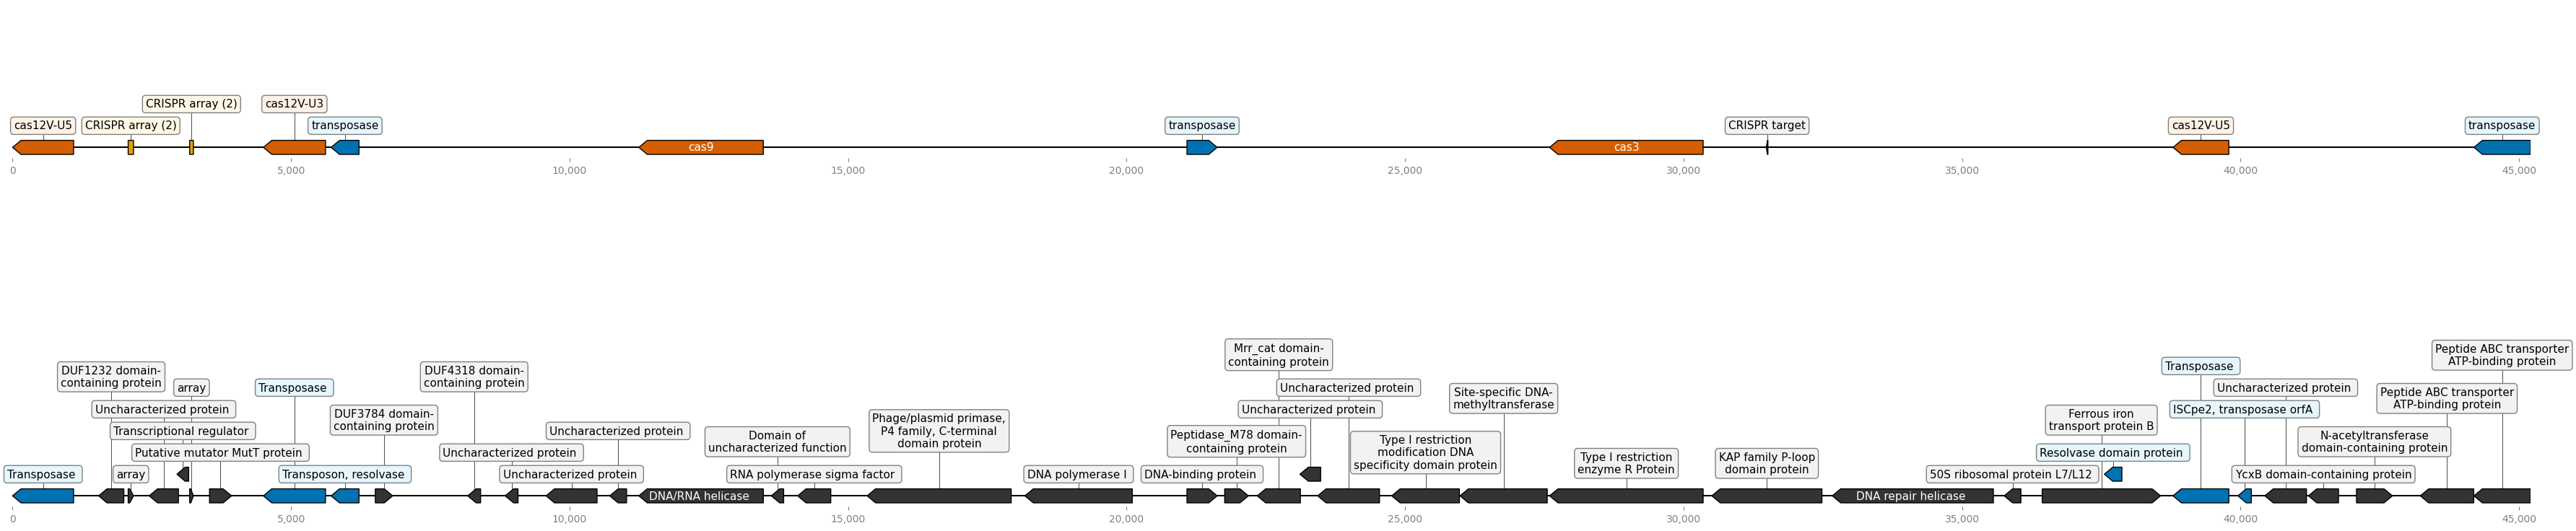 CRISPR array (2)
cas12V-U3
cas12V-U5
CRISPR array (2)
transposase
transposase
CRISPR target
cas12V-U5
transposase
cas9
cas3
0
5,000
10,000
15,000
20,000
25,000
30,000
35,000
40,000
45,000
Mrr_cat domain-
containing protein
Peptide ABC transporter
ATP-binding protein
Transposase
DUF1232 domain-
containing protein
array
Transposase
DUF4318 domain-
containing protein
Uncharacterized protein
Uncharacterized protein
Site-specific DNA-
methyltransferase
Peptide ABC transporter
ATP-binding protein
Uncharacterized protein
DUF3784 domain-
containing protein
Uncharacterized protein
ISCpe2, transposase orfA
Ferrous iron
transport protein B
Transcriptional regulator
Uncharacterized protein
Domain of
uncharacterized function
Phage/plasmid primase,
P4 family, C-terminal
domain protein
Peptidase_M78 domain-
containing protein
Type I restriction
modification DNA
specificity domain protein
N-acetyltransferase
domain-containing protein
Putative mutator MutT protein
Uncharacterized protein
Type I restriction
enzyme R Protein
KAP family P-loop
domain protein
Resolvase domain protein
Transposase
array
Transposon, resolvase
Uncharacterized protein
RNA polymerase sigma factor
DNA polymerase I
DNA-binding protein
50S ribosomal protein L7/L12
YcxB domain-containing protein
DNA/RNA helicase
DNA repair helicase
0
5,000
10,000
15,000
20,000
25,000
30,000
35,000
40,000
45,000